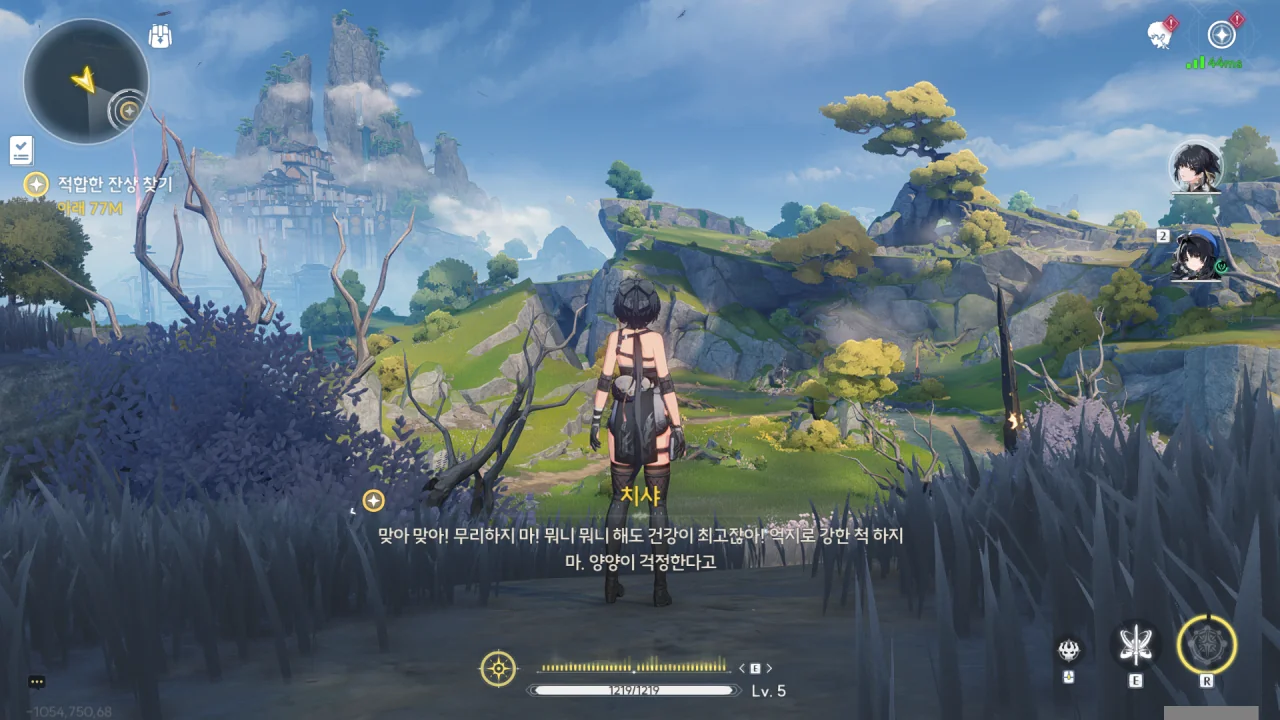 44ms
적합한 잔상 찾기
아래 77M
2
치샤
맞아 맞아! 무리하지 마! 뭐니 뭐니 해도 건강이 최고잖아! 억지로 강한 척 하지
마. 양양이 걱정한다고
E
1219/1219
Lv. 5
E
R
-1054,750,68